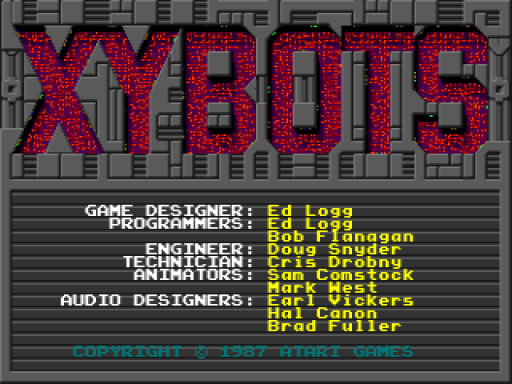 XYBOTS
GAME DESIGNER: Ed Logg
PROGRAMMERS: Ed Logg
Bob Flanagan
ENGINEER: Doug Snyder
TECHNICIAN: Cris Drobny
ANIMATORS: Sam Comstock
Mark West
AUDIO DESIGNERS: Earl Vickers
Hal Canon
Brad Fuller
COPYRIGHT © 1987 ATARI GAMES